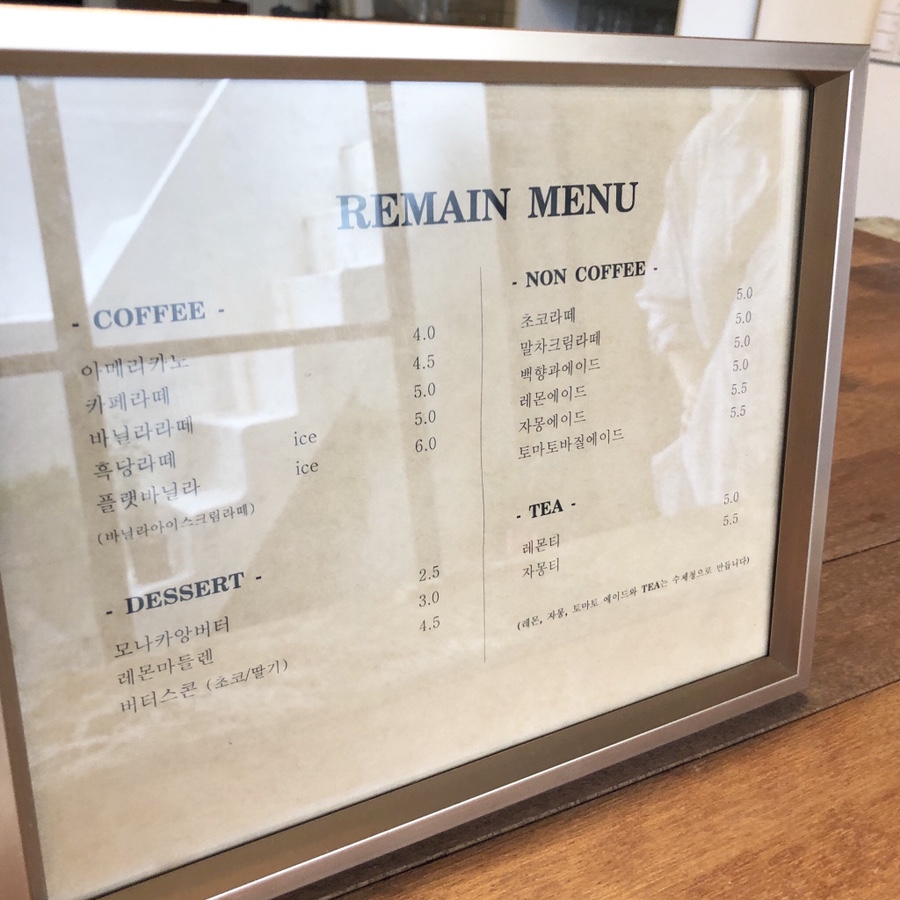 REMAIN MENU
- COFFEE -
아메리카노 4.0
카페라떼 4.5
바닐라라떼 5.0
흑당라떼 ice 5.0
플랫바닐라 ice 6.0
(바닐라아이스크림라떼)
- DESSERT -
모나카앙버터 2.5
레몬마들렌 3.0
버터스콘 (초코/딸기) 4.5
- NON COFFEE -
초코라떼 5.0
말차크림라떼 5.0
백향과에이드 5.0
레몬에이드 5.0
자몽에이드 5.5
토마토바질에이드 5.5
- TEA -
레몬티 5.0
자몽티 5.5
(레몬, 자몽, 토마토 에이드와 TEA는 수제청으로 만듭니다)